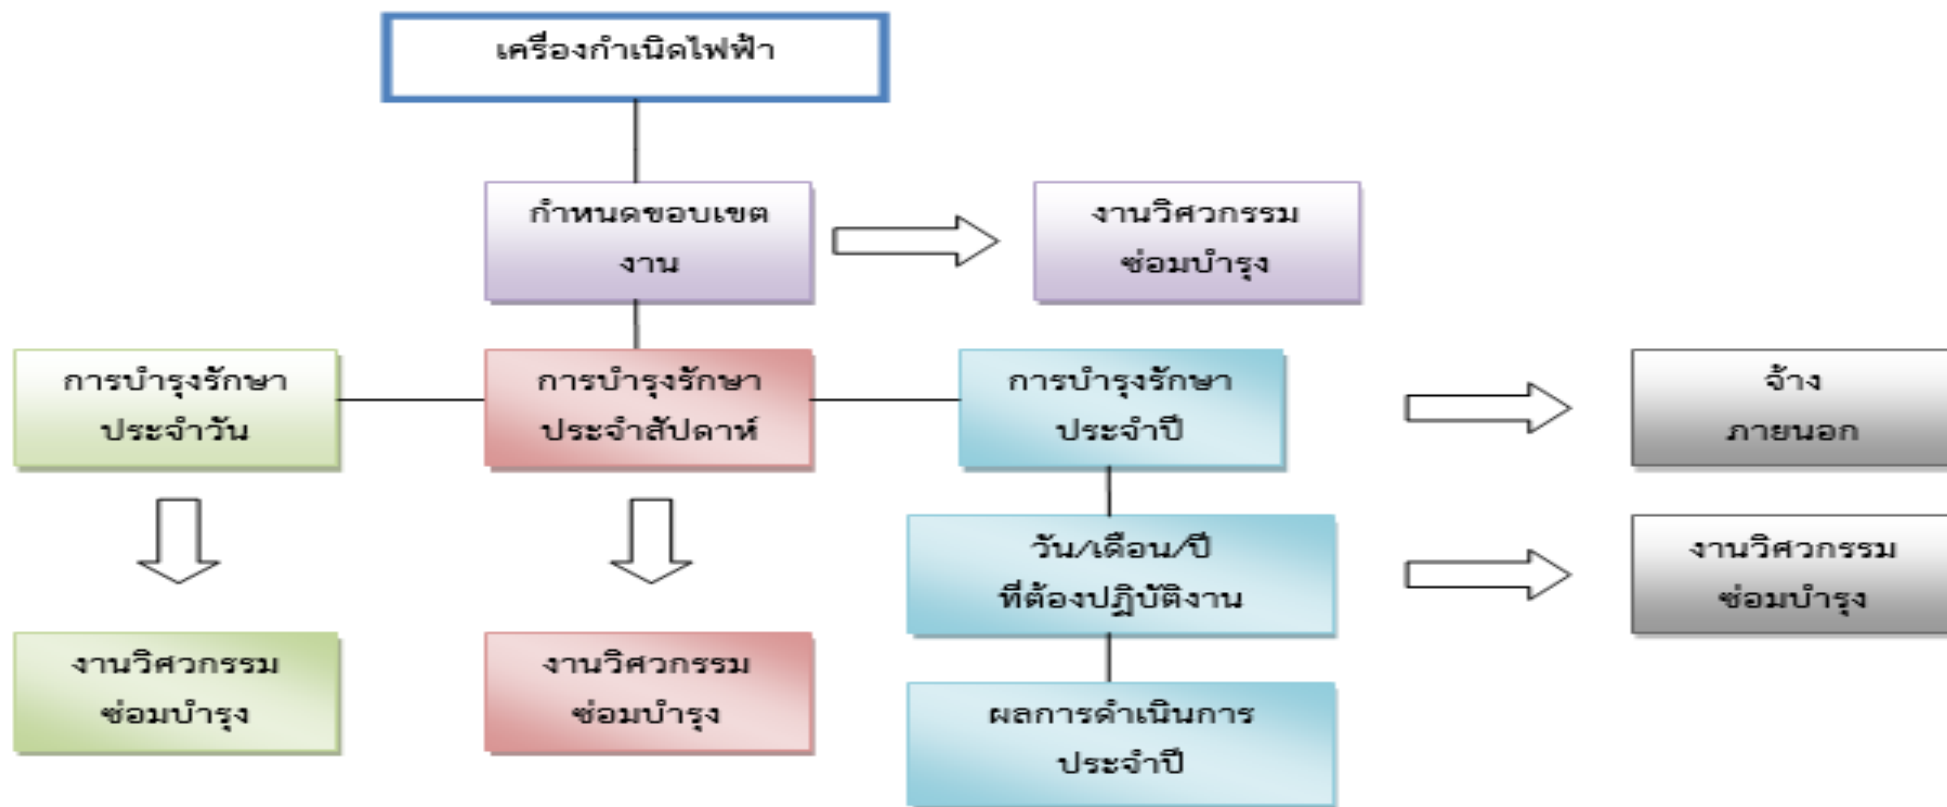 เครื่องกำเนิดไฟฟ้า
กำหนดขอบเขต
งาน
งานวิศวกรรม
ซ่อมบำรุง
การบำรุงรักษา
ประจำวัน
การบำรุงรักษา
ประจำสัปดาห์
การบำรุงรักษา
ประจำปี
จ้าง
ภายนอก
วัน/เดือน/ปี
ที่ต้องปฏิบัติงาน
งานวิศวกรรม
ซ่อมบำรุง
งานวิศวกรรม
ซ่อมบำรุง
งานวิศวกรรม
ซ่อมบำรุง
ผลการดำเนินการ
ประจำปี